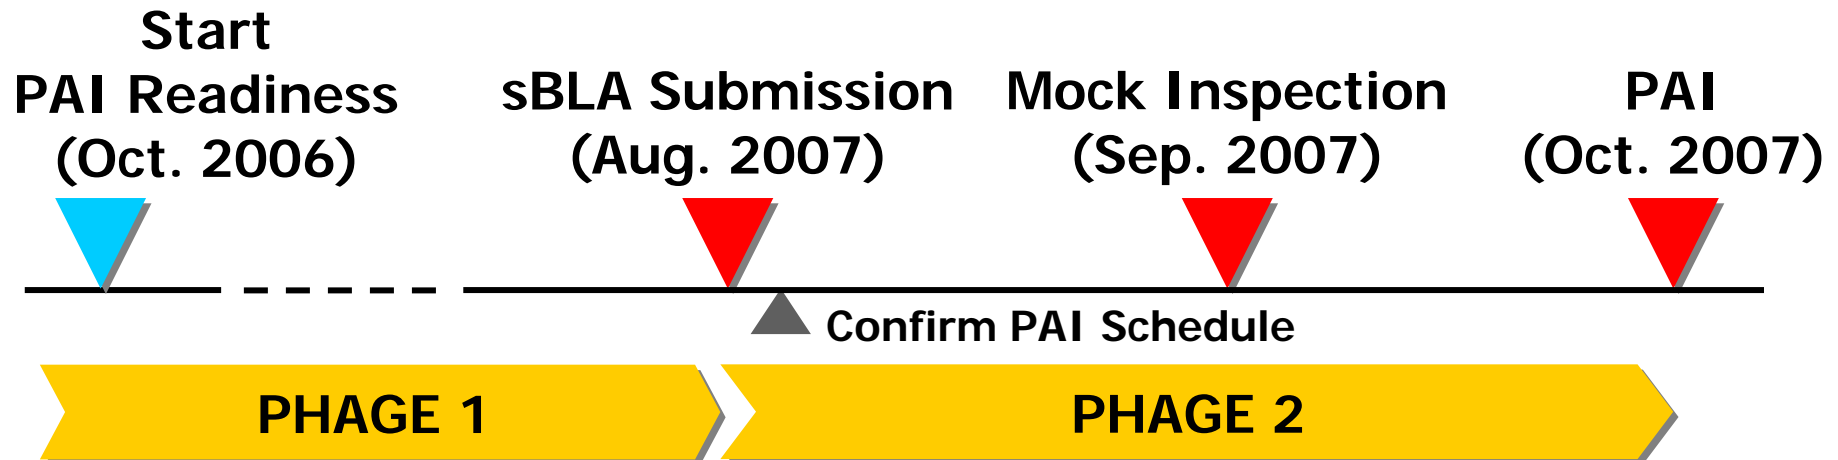 Start
PAI Readiness
(Oct. 2006)
sBLA Submission
(Aug. 2007)
Mock Inspection
(Sep. 2007)
PAI
(Oct. 2007)
Confirm PAI Schedule
PHAGE 1
PHAGE 2